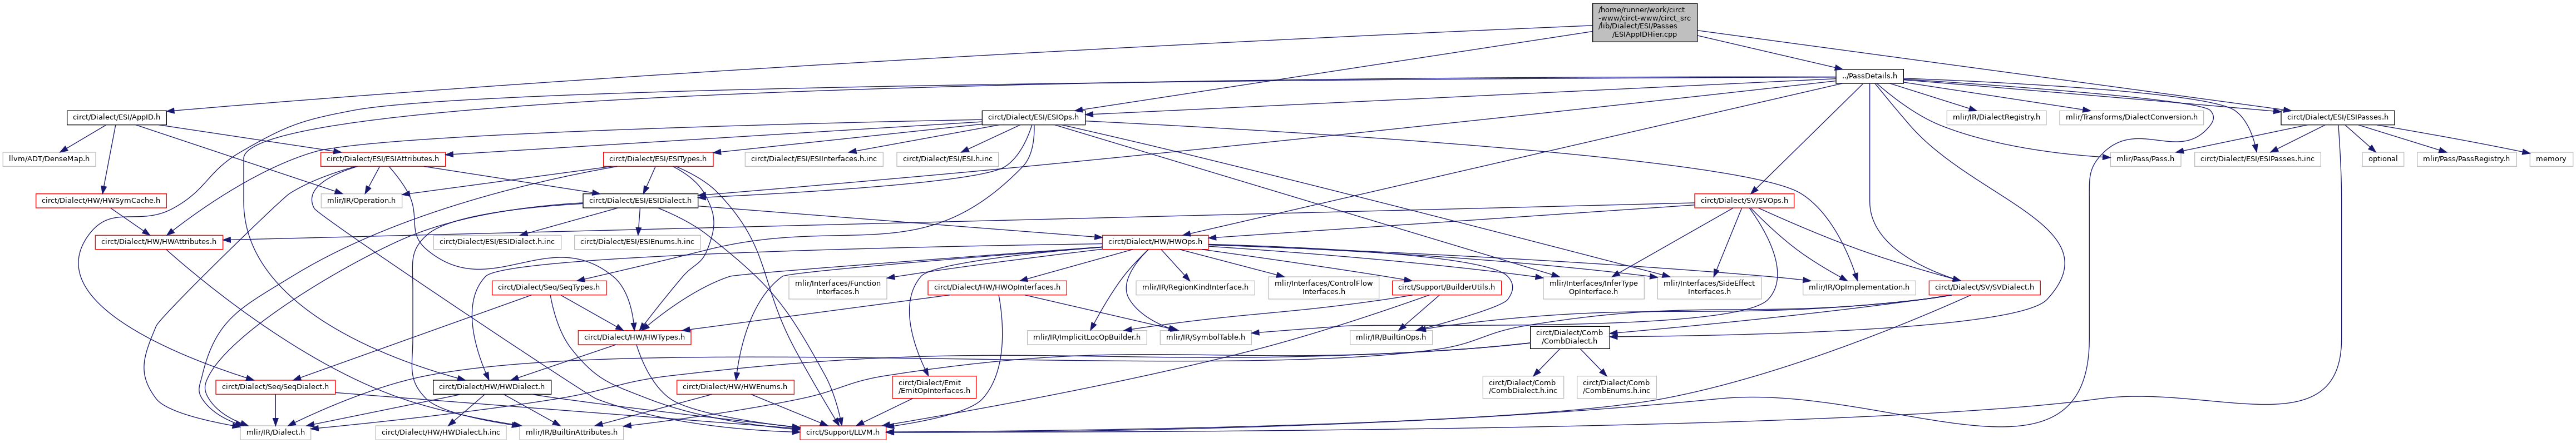 /home/runner/work/circt
-www/circt-www/circt_src
/lib/Dialect/ESI/Passes
/ESIAppIDHier.cpp
../PassDetails.h
circt/Dialect/ESI/AppID.h
circt/Dialect/ESI/ESIOps.h
mlir/IR/DialectRegistry.h
mlir/Transforms/DialectConversion.h
circt/Dialect/ESI/ESIPasses.h
llvm/ADT/DenseMap.h
circt/Dialect/ESI/ESIAttributes.h
circt/Dialect/ESI/ESITypes.h
circt/Dialect/ESI/ESIInterfaces.h.inc
circt/Dialect/ESI/ESI.h.inc
mlir/Pass/Pass.h
circt/Dialect/ESI/ESIPasses.h.inc
optional
mlir/Pass/PassRegistry.h
memory
circt/Dialect/HW/HWSymCache.h
mlir/IR/Operation.h
circt/Dialect/ESI/ESIDialect.h
circt/Dialect/SV/SVOps.h
circt/Dialect/HW/HWAttributes.h
circt/Dialect/ESI/ESIDialect.h.inc
circt/Dialect/ESI/ESIEnums.h.inc
circt/Dialect/HW/HWOps.h
circt/Dialect/Seq/SeqTypes.h
mlir/Interfaces/Function
Interfaces.h
circt/Dialect/HW/HWOpInterfaces.h
mlir/IR/RegionKindInterface.h
mlir/Interfaces/ControlFlow
Interfaces.h
circt/Support/BuilderUtils.h
mlir/Interfaces/InferType
OpInterface.h
mlir/Interfaces/SideEffect
Interfaces.h
mlir/IR/OpImplementation.h
circt/Dialect/SV/SVDialect.h
circt/Dialect/HW/HWTypes.h
mlir/IR/ImplicitLocOpBuilder.h
mlir/IR/SymbolTable.h
mlir/IR/BuiltinOps.h
circt/Dialect/Comb
/CombDialect.h
circt/Dialect/Seq/SeqDialect.h
circt/Dialect/HW/HWDialect.h
circt/Dialect/HW/HWEnums.h
circt/Dialect/Emit
/EmitOpInterfaces.h
circt/Dialect/Comb
/CombDialect.h.inc
circt/Dialect/Comb
/CombEnums.h.inc
mlir/IR/Dialect.h
circt/Dialect/HW/HWDialect.h.inc
mlir/IR/BuiltinAttributes.h
circt/Support/LLVM.h